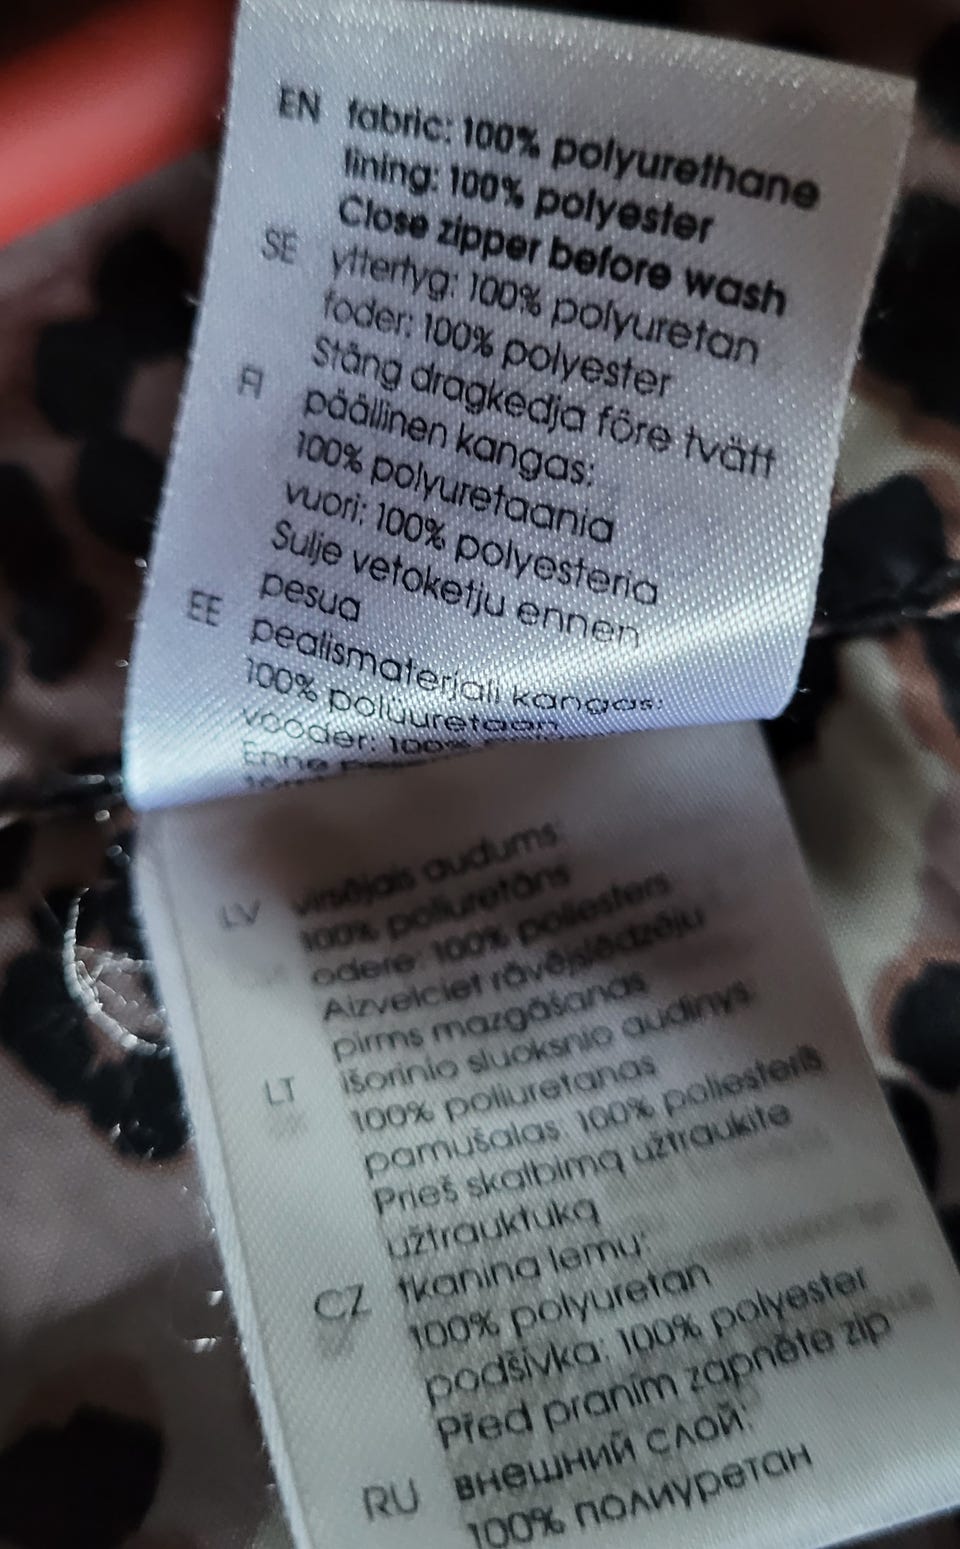 EN fabric: 100% polyurethane
lining: 100% polyester
Close zipper before wash
SE yttertyg: 100% polyuretan
foder: 100% polyester
Stäng dragkedja före tvätt
FI päällinen kangas:
100% polyuretaania
vuori: 100% polyesteria
Sulje vetoketju ennen
pesua
EE pealismaterjali kangas:
100% polüuretaan
vooder: 100%
Enne
LV virsējais audums:
100% poliuretāns
odere: 100% poliesters
Aizvelciet rāvējslēdzēju
pirms mazgāšanas
LT išorinio sluoksnio audinys:
100% poliuretanas
pamušalas: 100% poliesteris
Prieš skalbimą užtraukite
užtrauktuką
CZ tkanina lemu:
100% polyuretan
podšívka: 100% polyester
Před praním zapněte zip
RU внешний слой:
100% полиуретан